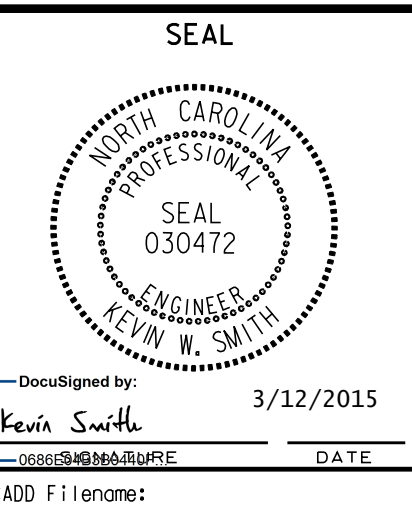 SEAL
NORTH CAROLINA
PROFESSIONAL
SEAL
030472
ENGINEER
KEVIN W. SMITH
DocuSigned by:
3/12/2015
Kevin Smith
SIGNATURE
DATE
ADD Filename: